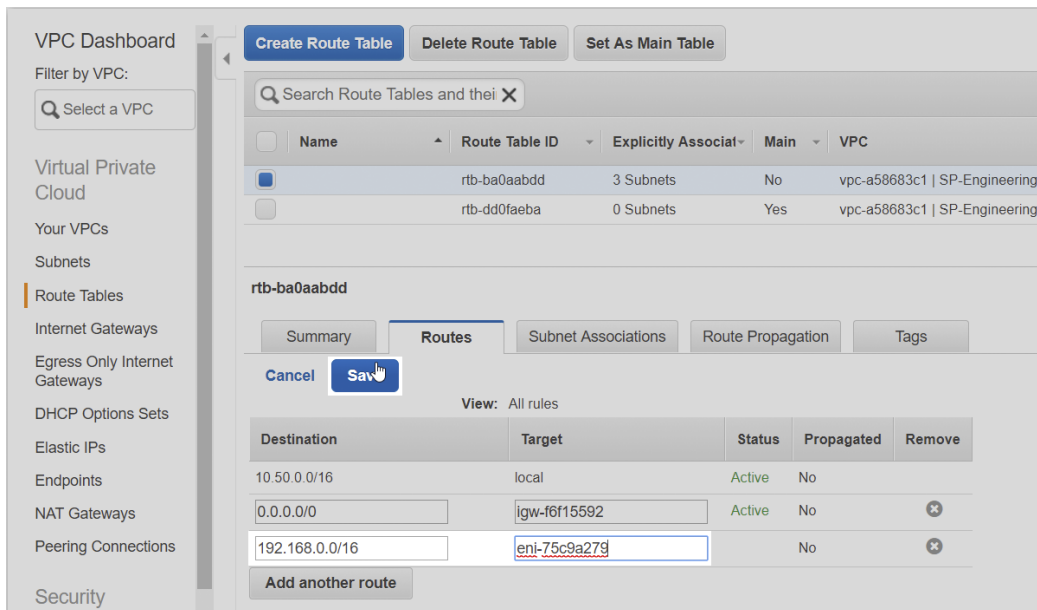 VPC Dashboard
Filter by VPC:
Select a VPC
Virtual Private
Cloud
Your VPCs
Subnets
Route Tables
Internet Gateways
Egress Only Internet
Gateways
DHCP Options Sets
Elastic IPs
Endpoints
NAT Gateways
Peering Connections
Security
Create Route Table Delete Route Table Set As Main Table
Search Route Tables and thei
Name Route Table ID Explicitly Associat Main VPC
rtb-ba0aabdd 3 Subnets No vpc-a58683c1 | SP-Engineering
rtb-dd0faeba 0 Subnets Yes vpc-a58683c1 | SP-Engineering
rtb-ba0aabdd
Summary Routes Subnet Associations Route Propagation Tags
Cancel Save
View: All rules
Destination Target Status Propagated Remove
10.50.0.0/16 local Active No
0.0.0.0/0 igw-f6f15592 Active No
192.168.0.0/16 eni-75c9a279 No
Add another route